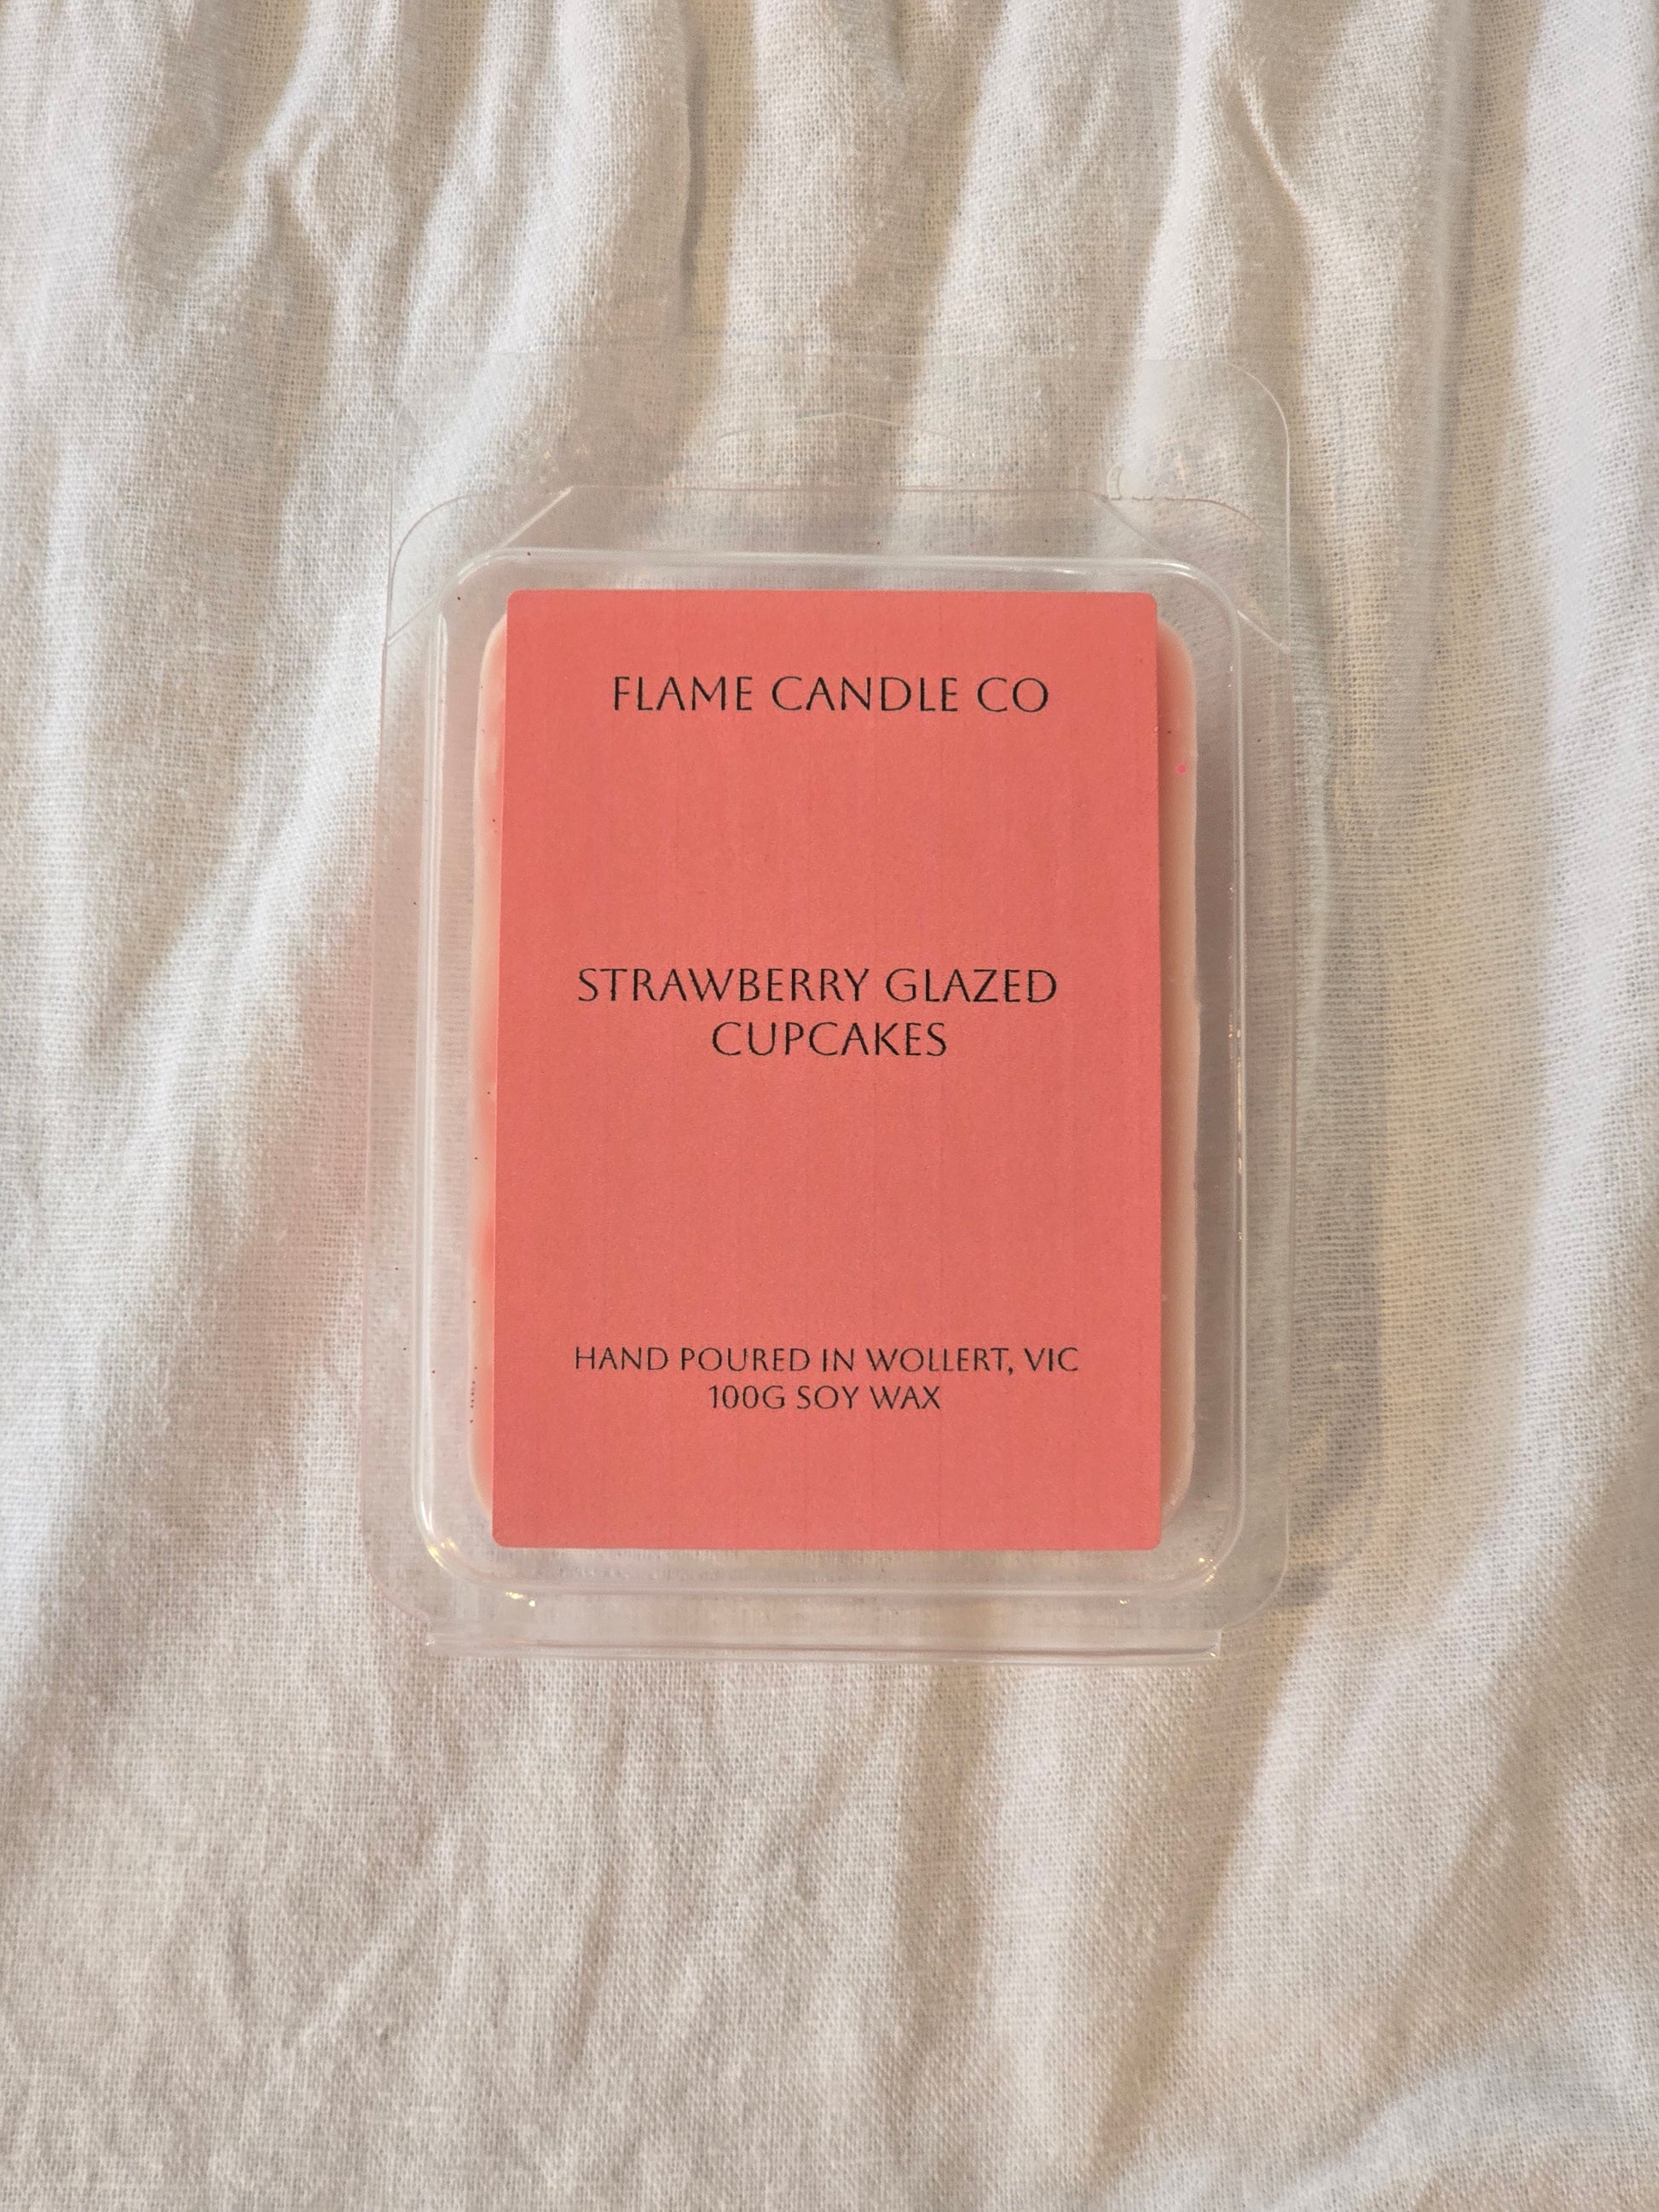 FLAME CANDLE CO
STRAWBERRY GLAZED
CUPCAKES
HAND POURED IN WOLLERT, VIC
100G SOY WAX